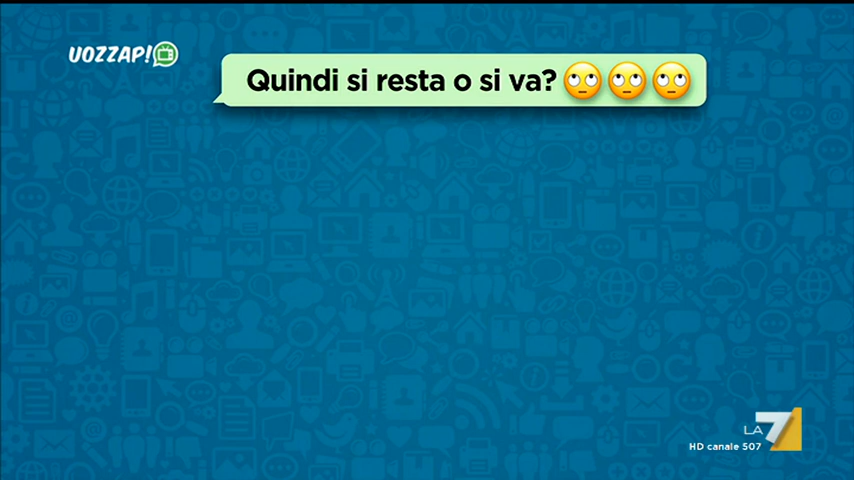 UOZZAP!
Quindi si resta o si va? 🙄🙄🙄
LA 7
HD canale 507